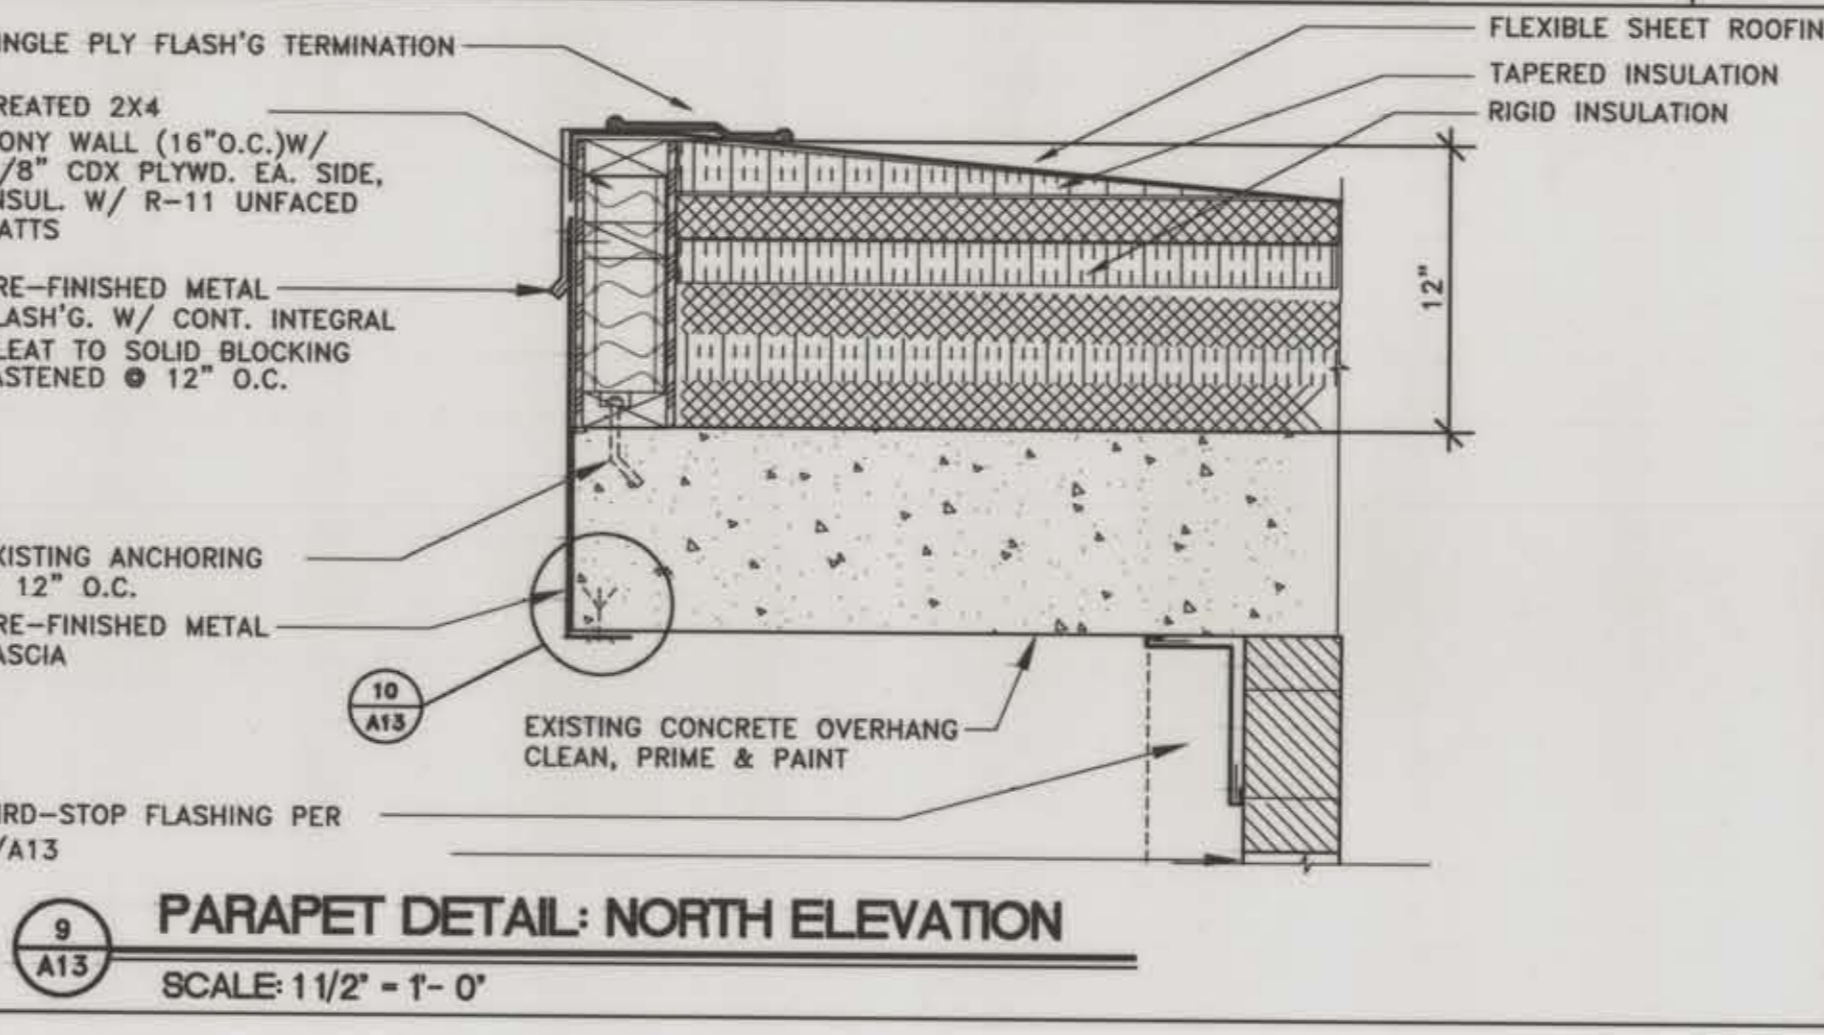 INGLE PLY FLASH'G TERMINATION
REATED 2X4
ONY WALL (16"O.C.)W/
/8" CDX PLYWD. EA. SIDE,
NSUL. W/ R-11 UNFACED
ATTS
RE-FINISHED METAL
LASH'G. W/ CONT. INTEGRAL
LEAT TO SOLID BLOCKING
ASTENED @ 12" O.C.
XISTING ANCHORING
12" O.C.
RE-FINISHED METAL
ASCIA
10
A13
EXISTING CONCRETE OVERHANG
CLEAN, PRIME & PAINT
IRD-STOP FLASHING PER
/A13
FLEXIBLE SHEET ROOFIN
TAPERED INSULATION
RIGID INSULATION
12"
9
A13
PARAPET DETAIL: NORTH ELEVATION
SCALE: 1 1/2" = 1'- 0"